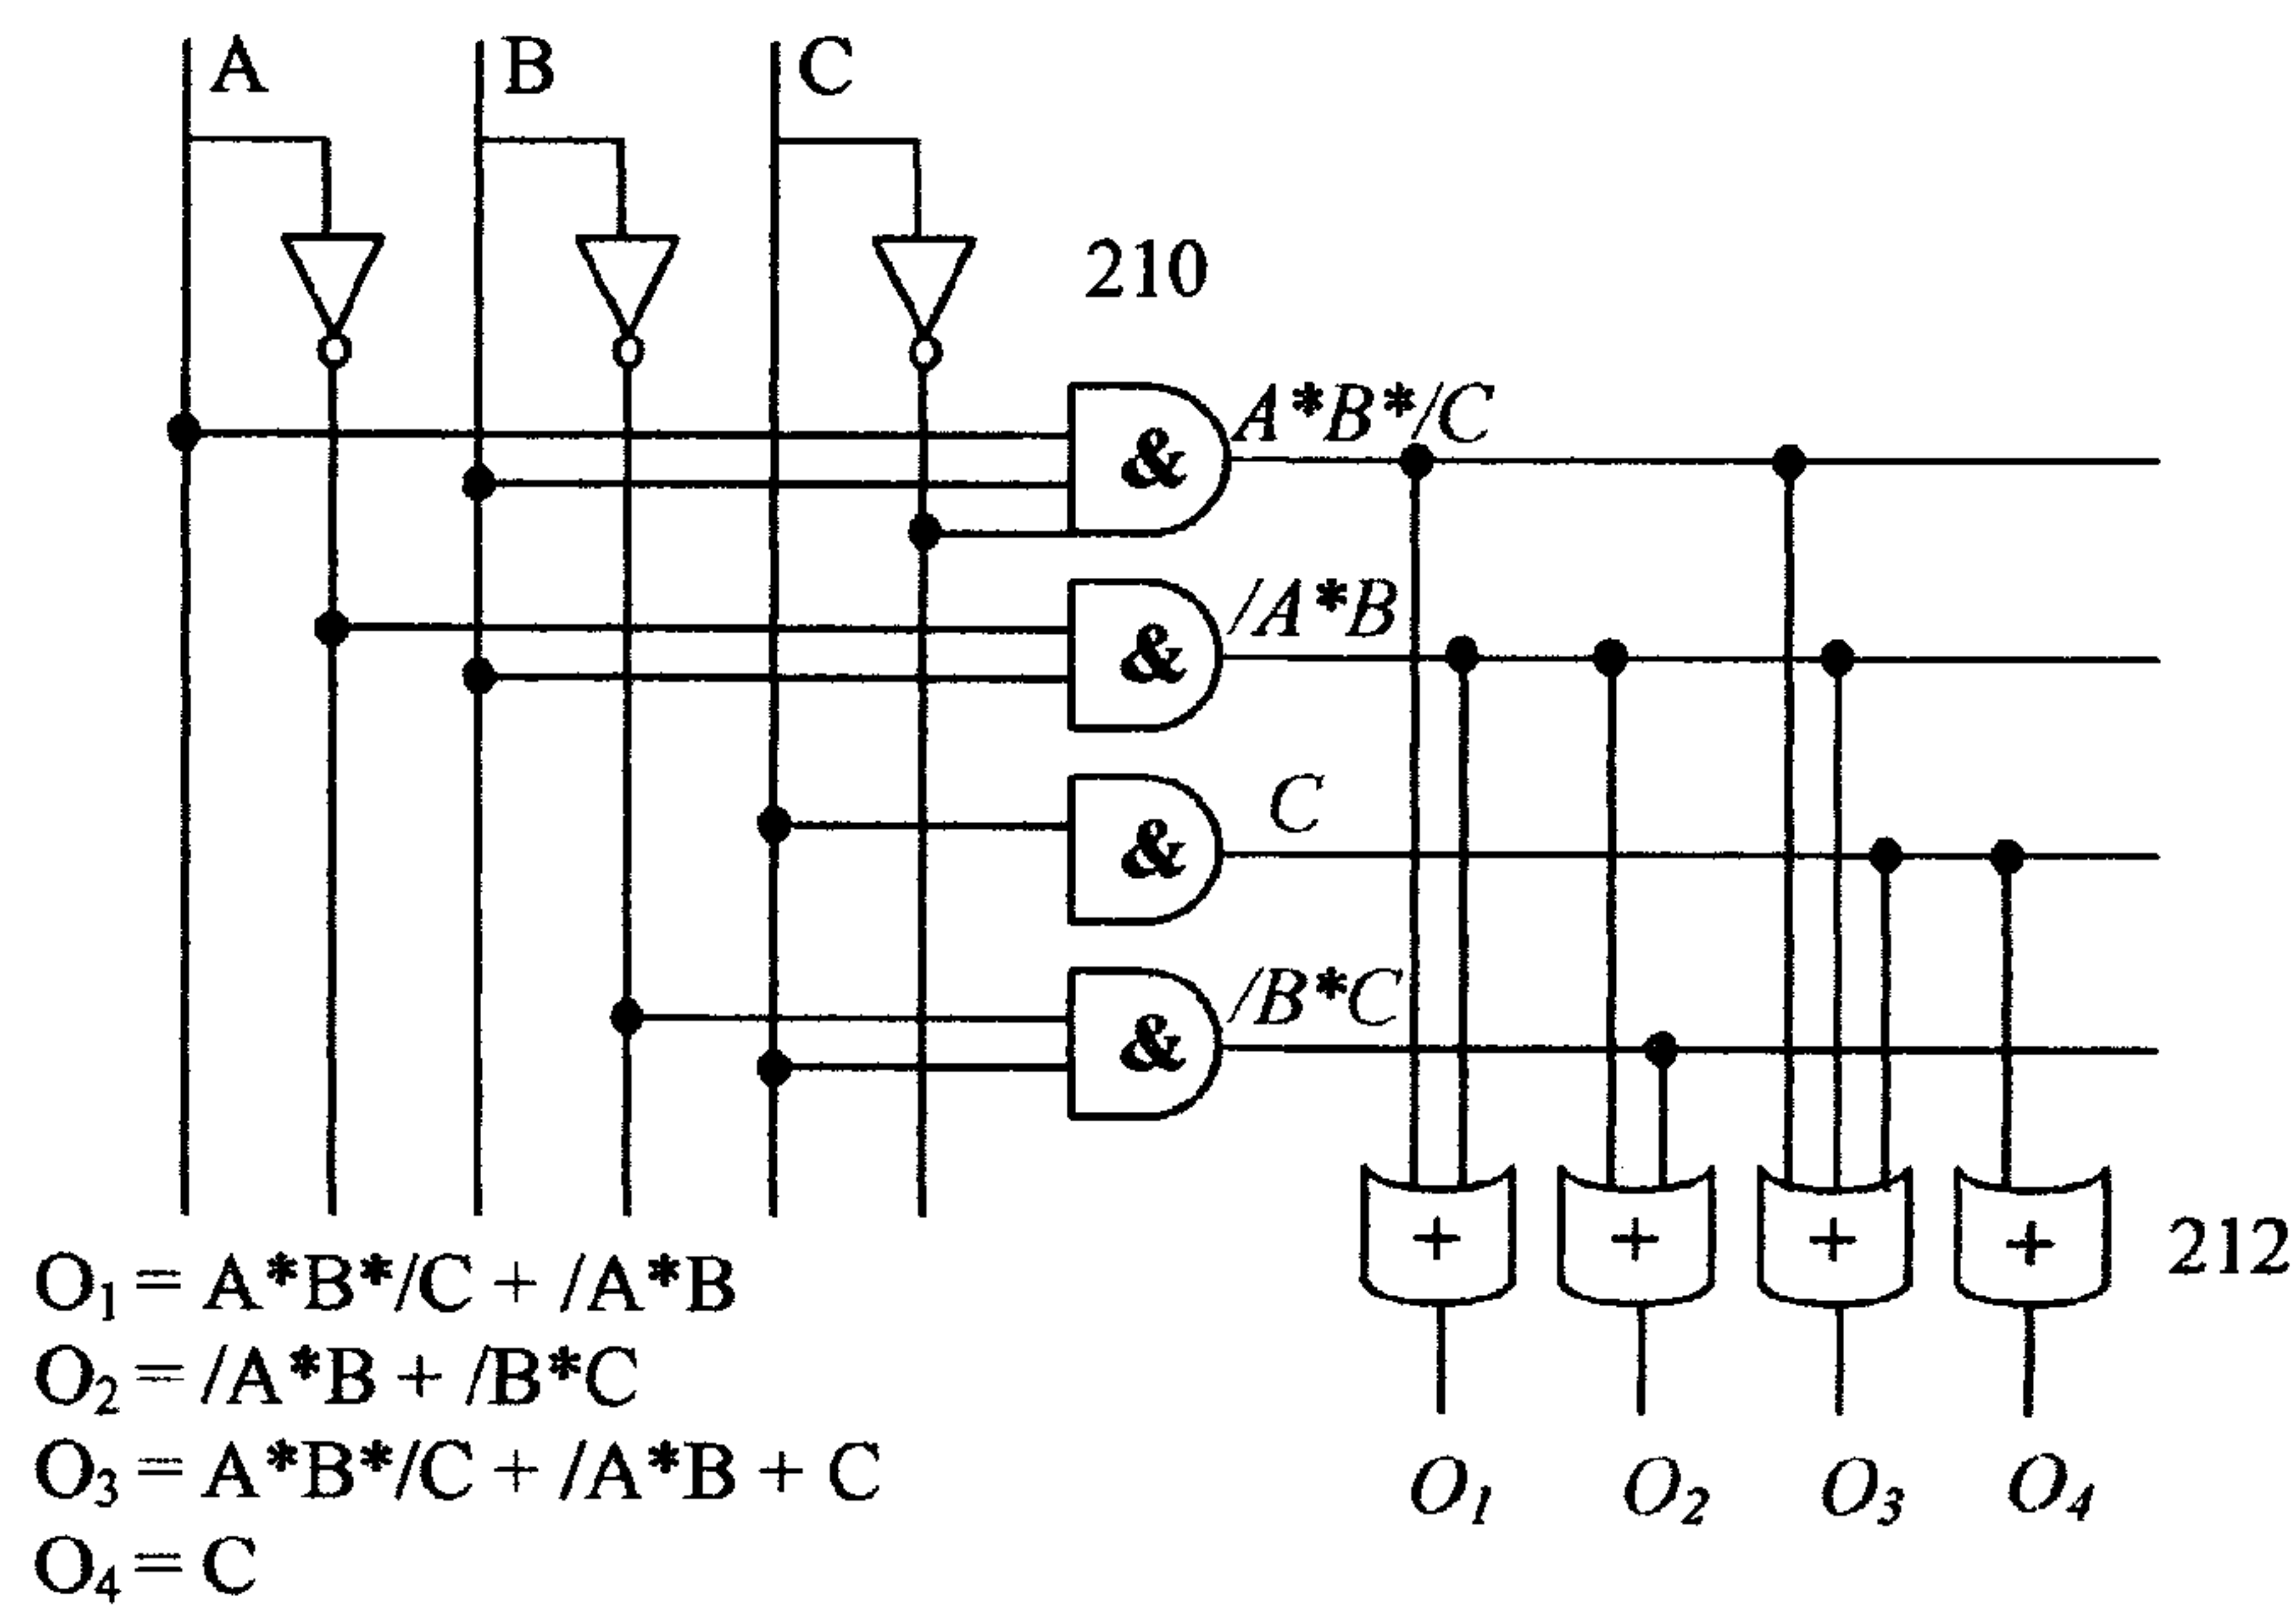 A B C
210
A*B*/C
&
/A*B
&
C
&
/B*C
&
+ + + + 212
O₁ = A*B*/C + /A*B
O₂ = /A*B + /B*C
O₃ = A*B*/C + /A*B + C
O₄ = C
O₁ O₂ O₃ O₄